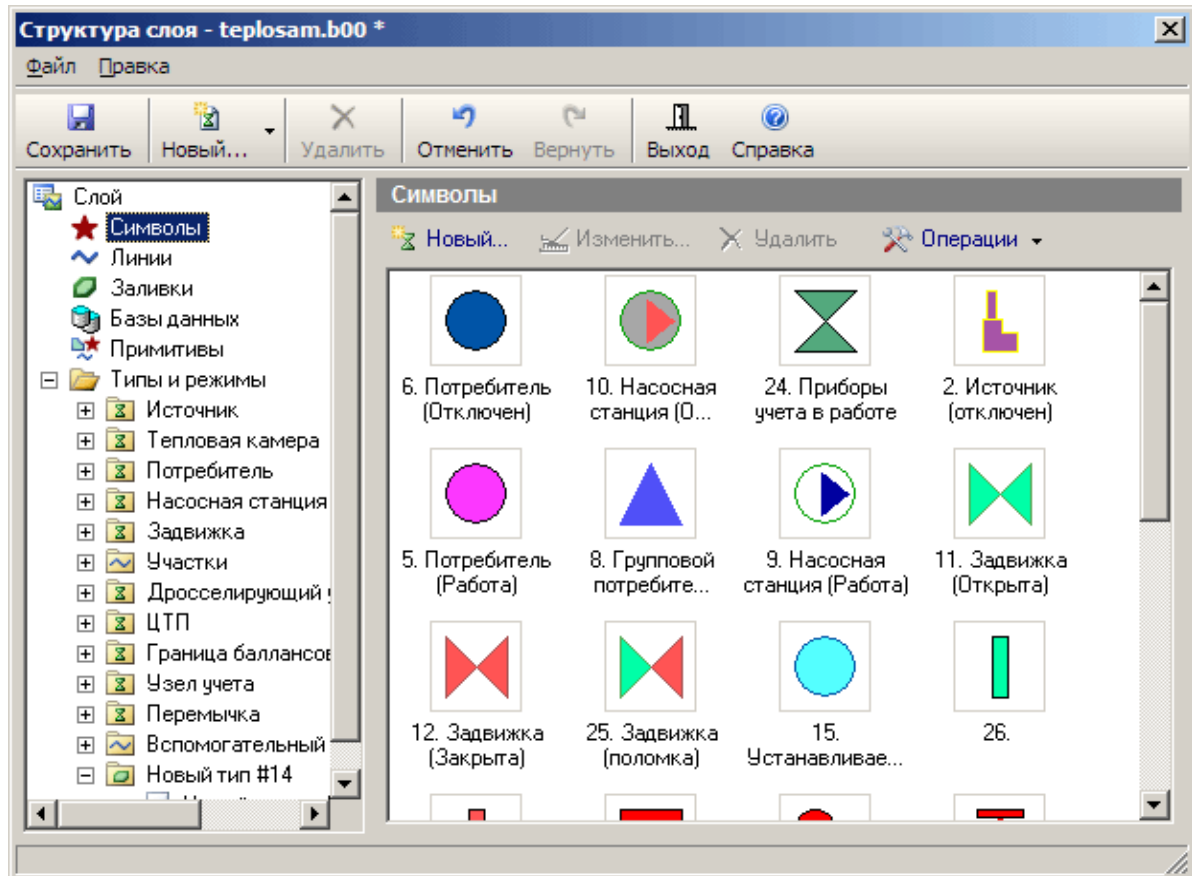 Структура слоя - teplosam.b00 *
Файл Правка
Сохранить Новый... Удалить Отменить Вернуть Выход Справка
Слой
Символы
Линии
Заливки
Базы данных
Примитивы
Типы и режимы
Источник
Тепловая камера
Потребитель
Насосная станция
Задвижка
Участки
Дросселирующий
ЦТП
Граница баллансов
Узел учета
Перемычка
Вспомогательный
Новый тип #14
Символы
Новый... Изменить... Удалить Операции
6. Потребитель
(Отключен)
10. Насосная
станция (О...
24. Приборы
учета в работе
2. Источник
(отключен)
5. Потребитель
(Работа)
8. Групповой
потребите...
9. Насосная
станция (Работа)
11. Задвижка
(Открыта)
12. Задвижка
(Закрыта)
25. Задвижка
(поломка)
15.
Устанавливае...
26.